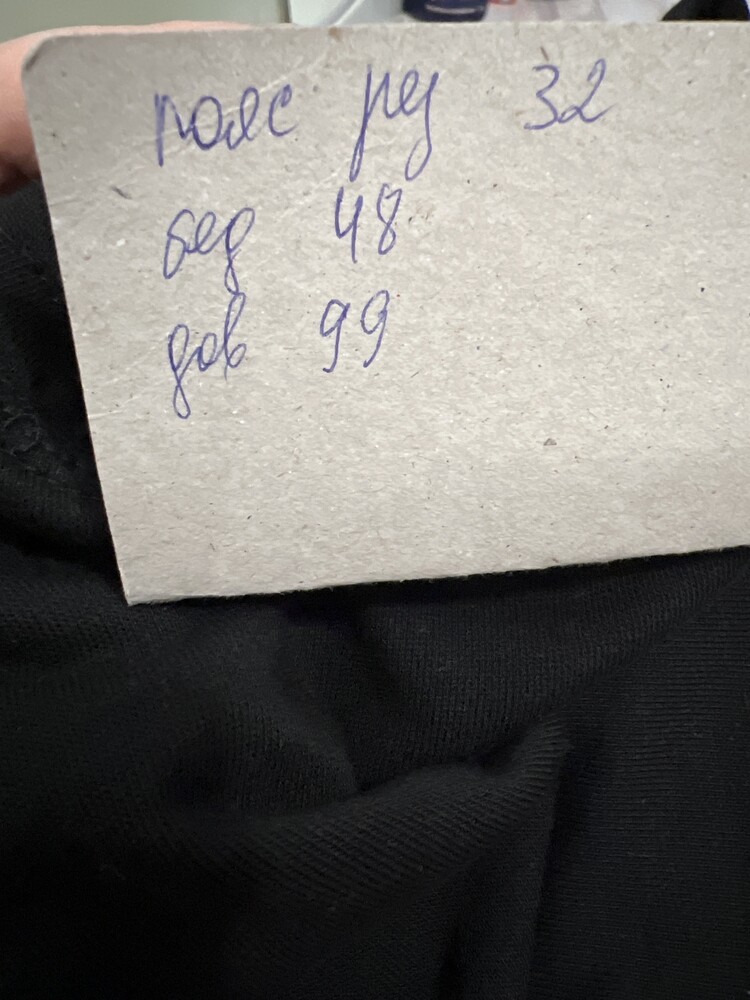 пояс рез 32
бед 48
дов 99